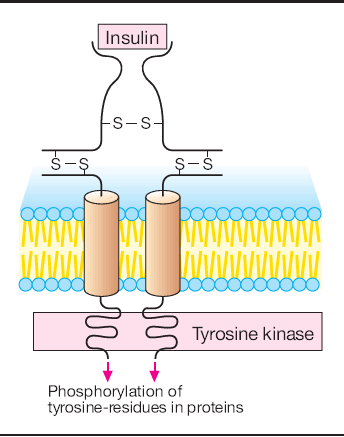 Insulin
S–S
S–S S–S
Tyrosine kinase
Phosphorylation of
tyrosine-residues in proteins